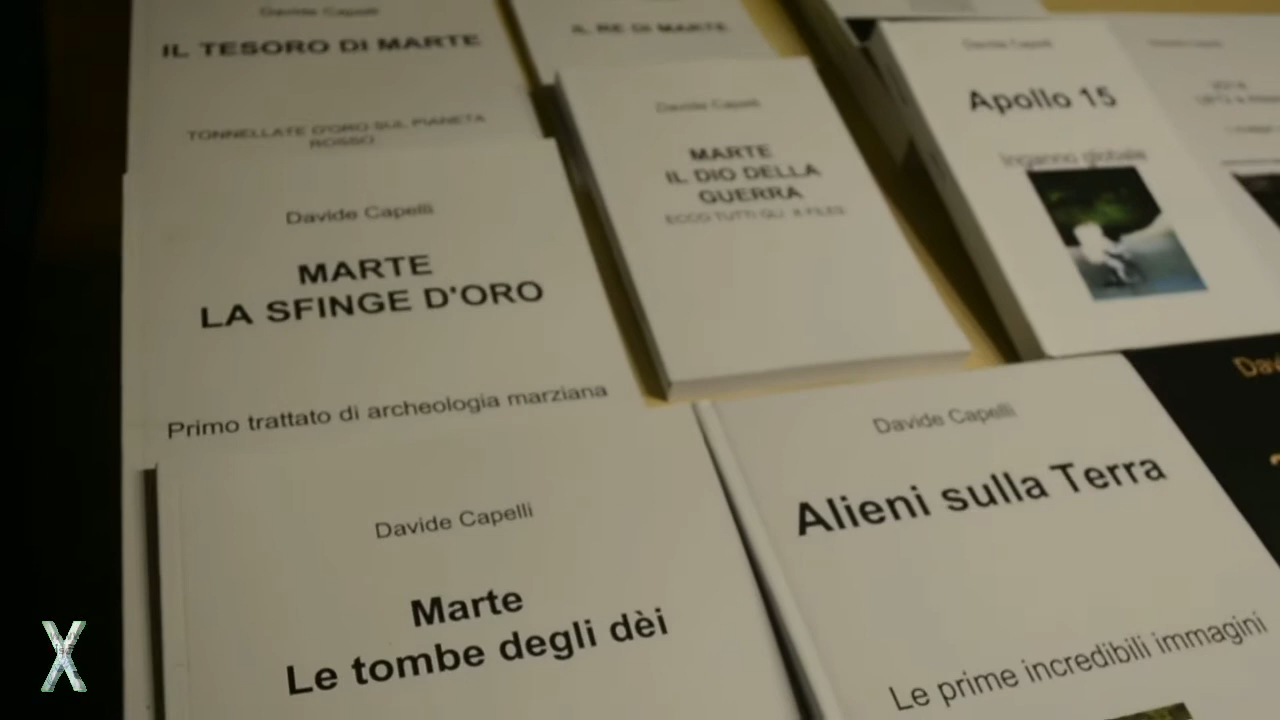 Davide Capelli
IL TESORO DI MARTE
TONNELLATE D'ORO SUL PIANETA
ROSSO
IL RE DI MARTE
Davide Capelli
MARTE
IL DIO DELLA
GUERRA
ECCO TUTTI GLI X FILES
Davide Capelli
Apollo 15
Inganno globale
Davide Capelli
MARTE
LA SFINGE D'ORO
Primo trattato di archeologia marziana
Davide Capelli
Marte
Le tombe degli dèi
Davide Capelli
Alieni sulla Terra
Le prime incredibili immagini
X